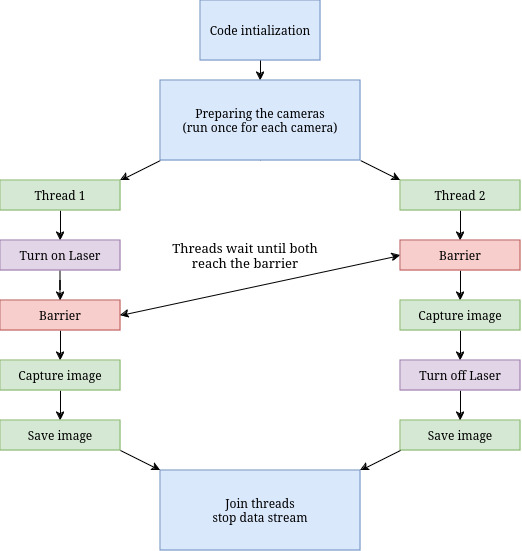 Code intialization
Preparing the cameras
(run once for each camera)
Thread 1
Thread 2
Turn on Laser
Threads wait until both
reach the barrier
Barrier
Barrier
Capture image
Capture image
Turn off Laser
Save image
Save image
Join threads
stop data stream